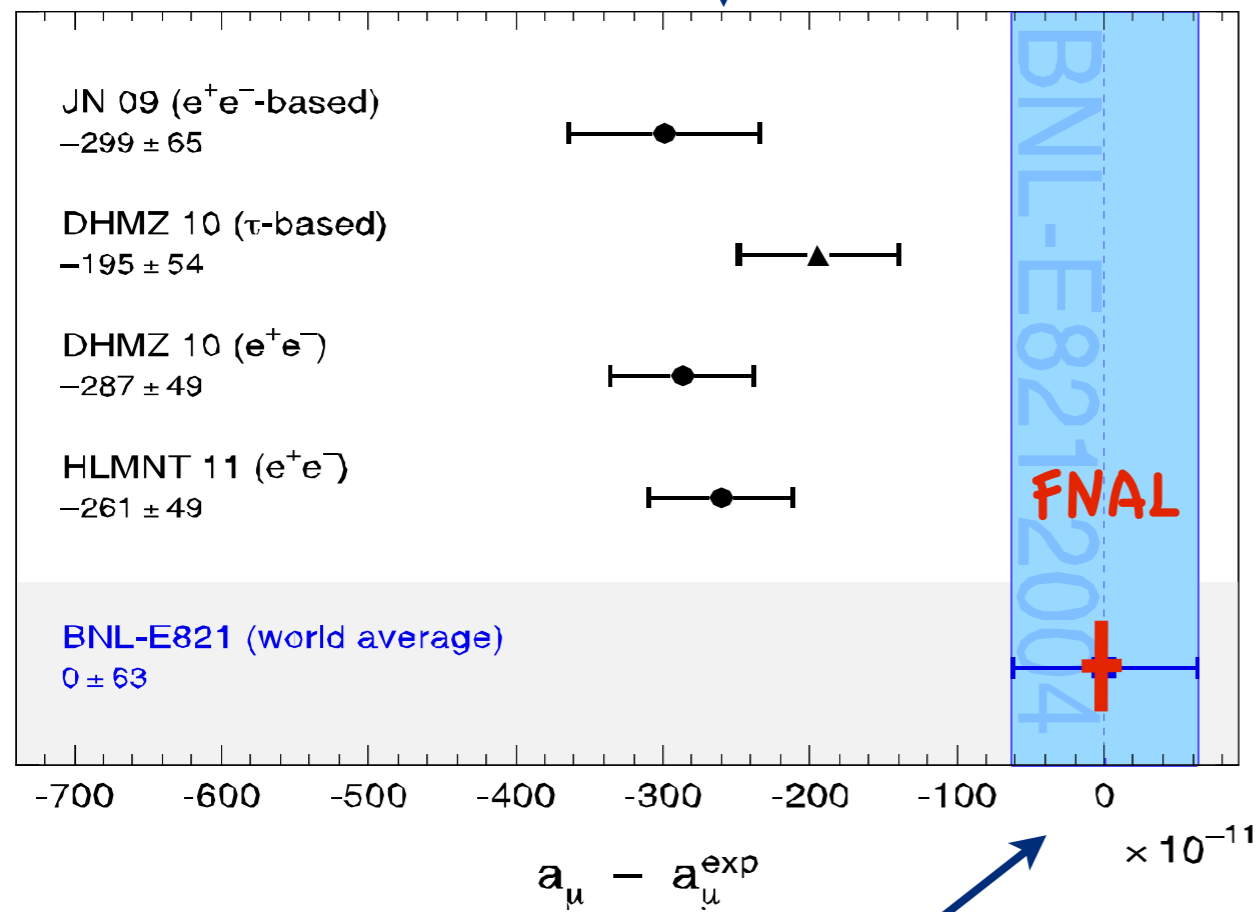 JN 09 (e⁺e⁻-based)
−299 ± 65
DHMZ 10 (τ-based)
−195 ± 54
DHMZ 10 (e⁺e⁻)
−287 ± 49
HLMNT 11 (e⁺e⁻)
−261 ± 49
BNL-E821 (world average)
0 ± 63
BNL-E821 2004
FNAL
-700 -600 -500 -400 -300 -200 -100 0
× 10⁻¹¹
aμ − aμ^exp